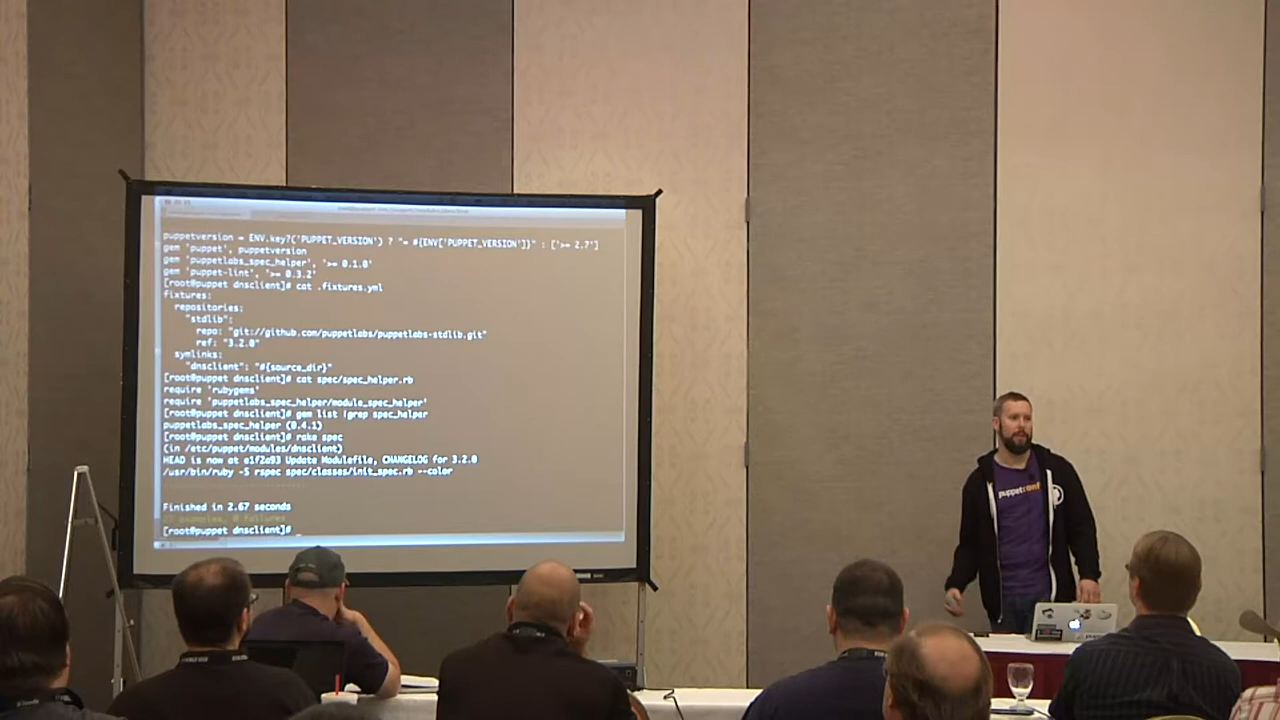 puppetversion = ENV.key?('PUPPET_VERSION') ? "= #{ENV['PUPPET_VERSION']}" : ['>= 2.7']
gem 'puppet', puppetversion
gem 'puppetlabs_spec_helper', '>= 0.1.0'
gem 'puppet-lint', '>= 0.3.2'
[root@puppet dnsclient]# cat .fixtures.yml
fixtures:
repositories:
"stdlib":
repo: "git://github.com/puppetlabs/puppetlabs-stdlib.git"
ref: "3.2.0"
symlinks:
"dnsclient": "#{source_dir}"
[root@puppet dnsclient]# cat spec/spec_helper.rb
require 'rubygems'
require 'puppetlabs_spec_helper/module_spec_helper'
[root@puppet dnsclient]# gem list |grep spec_helper
puppetlabs_spec_helper (0.4.1)
[root@puppet dnsclient]# rake spec
(in /etc/puppet/modules/dnsclient)
HEAD is now at e1f2a93 Update Modulefile, CHANGELOG for 3.2.0
/usr/bin/ruby -S rspec spec/classes/init_spec.rb --color
Finished in 2.67 seconds
examples, 0 failures
[root@puppet dnsclient]# _
puppetconf